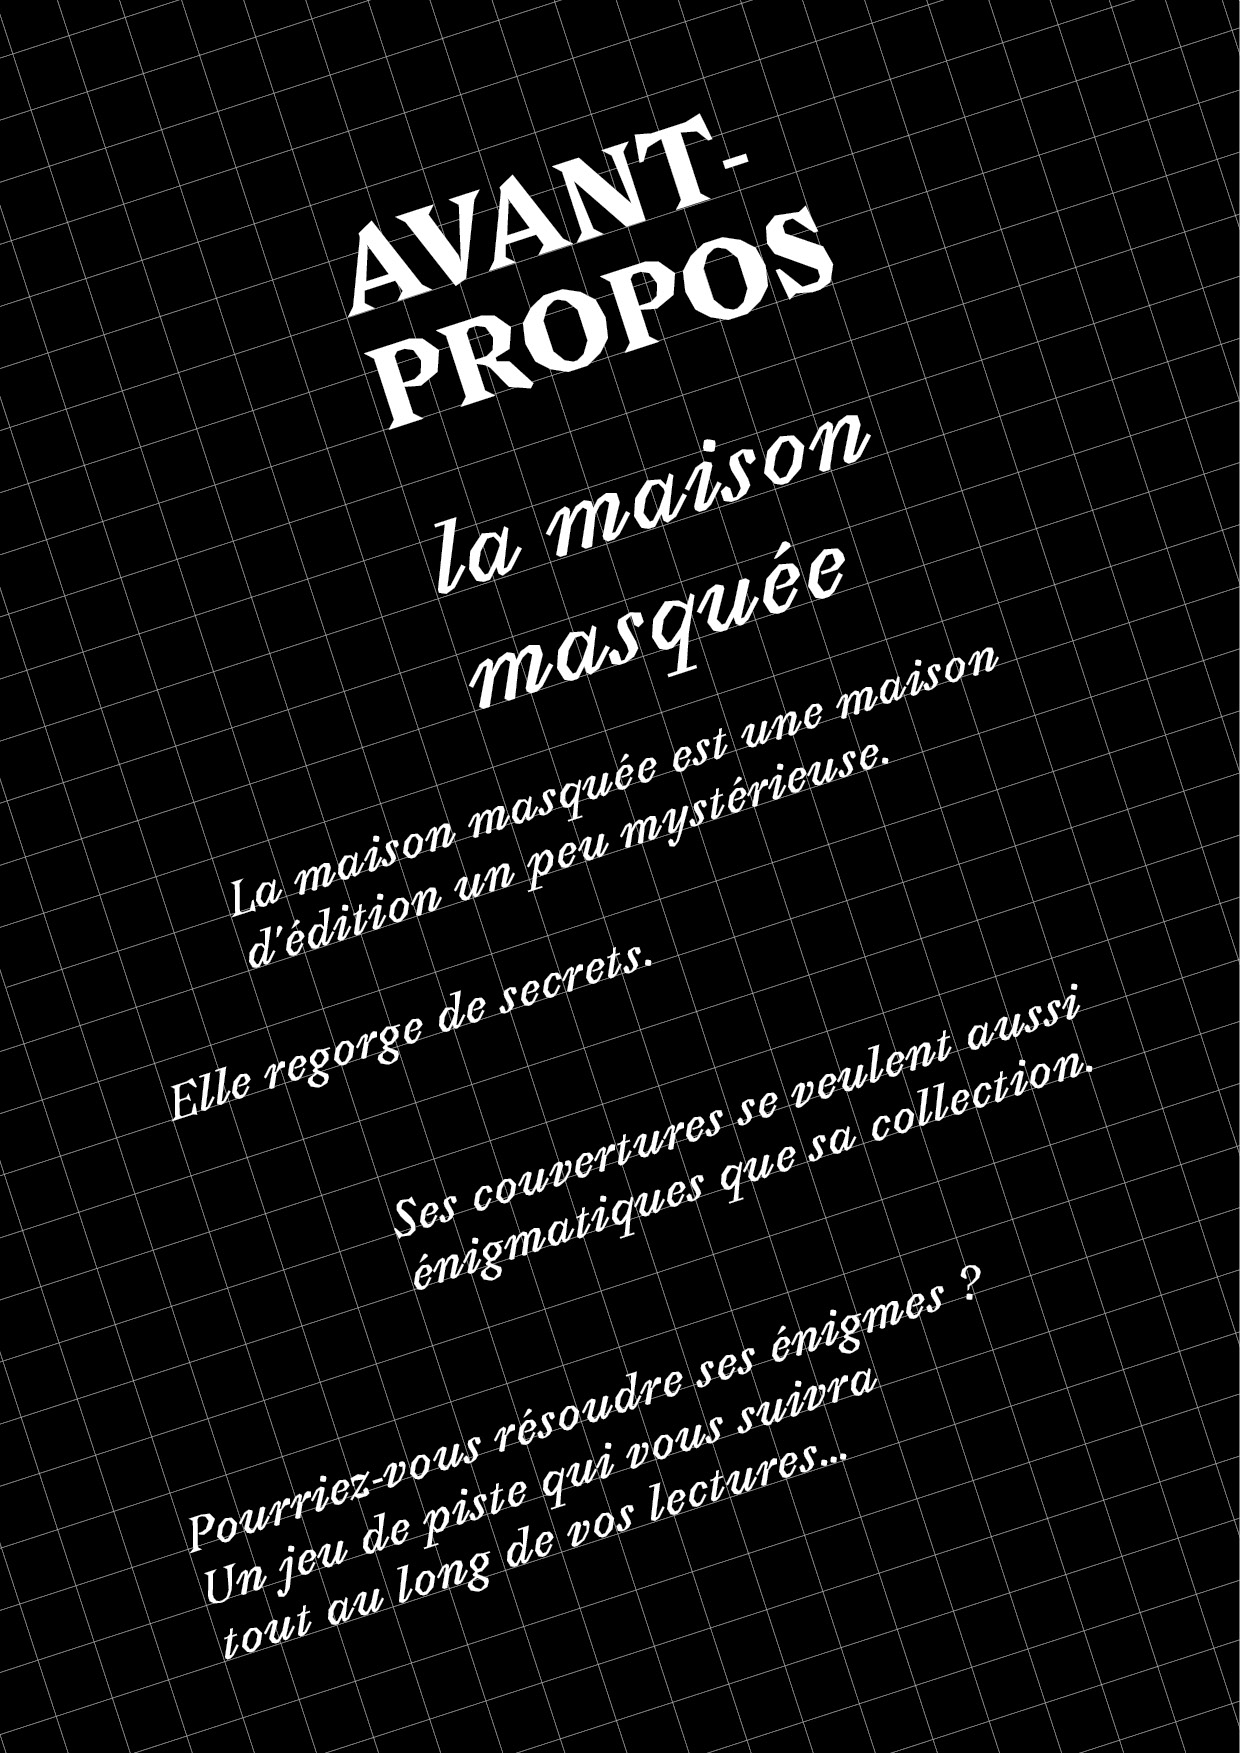 AVANT-
PROPOS
la maison
masquée
La maison masquée est une maison
d'édition un peu mystérieuse.
Elle regorge de secrets.
Ses couvertures se veulent aussi
énigmatiques que sa collection.
Pourriez-vous résoudre ses énigmes ?
Un jeu de piste qui vous suivra
tout au long de vos lectures...